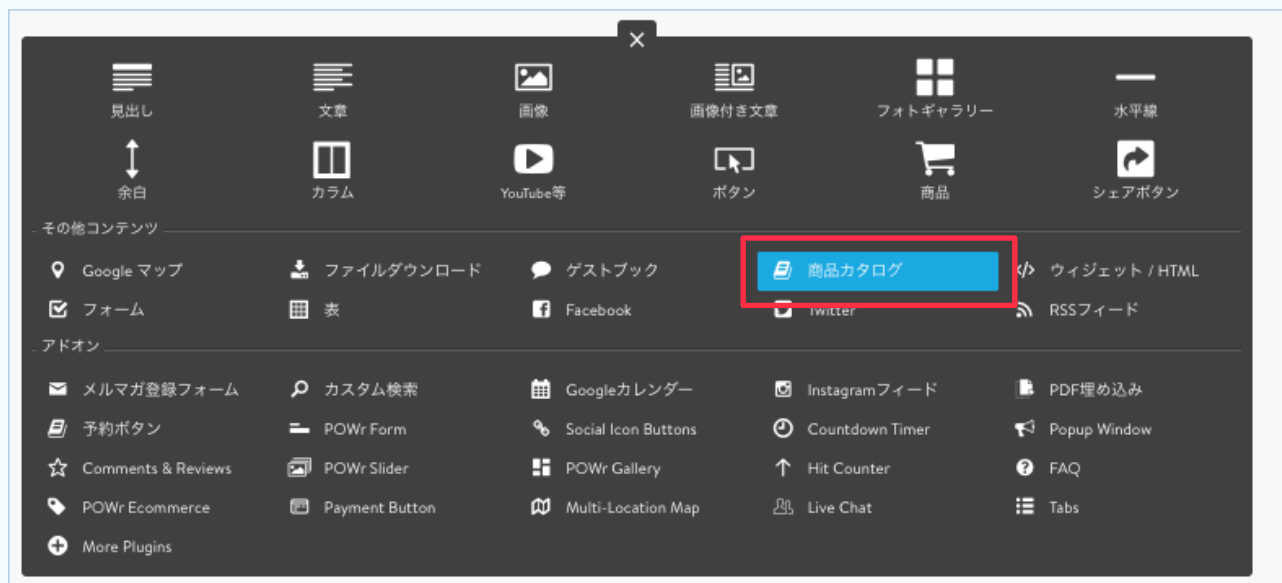 見出し 文章 画像 画像付き文章 フォトギャラリー 水平線
余白 カラム YouTube等 ボタン 商品 シェアボタン
その他コンテンツ
Google マップ ファイルダウンロード ゲストブック 商品カタログ ウィジェット / HTML
フォーム 表 Facebook Twitter RSSフィード
アドオン
メルマガ登録フォーム カスタム検索 Googleカレンダー Instagramフィード PDF埋め込み
予約ボタン POWr Form Social Icon Buttons Countdown Timer Popup Window
Comments & Reviews POWr Slider POWr Gallery Hit Counter FAQ
POWr Ecommerce Payment Button Multi-Location Map Live Chat Tabs
More Plugins